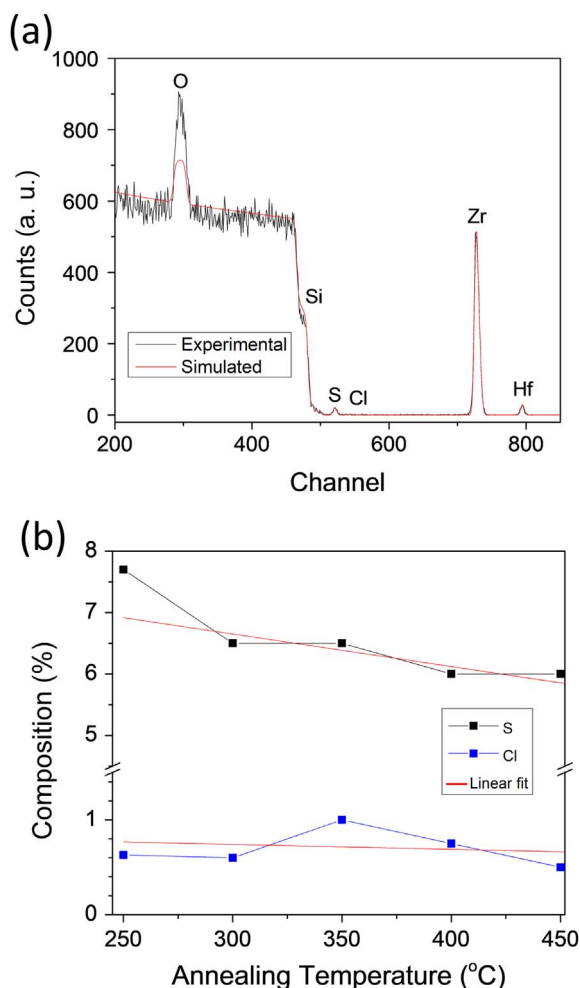 (a)
1000
800
600
400
200
0
Counts (a. u.)
O
Si
S
Cl
Zr
Hf
Experimental
Simulated
200
400
600
800
Channel
(b)
8
7
6
5
1
0
Composition (%)
S
Cl
Linear fit
250
300
350
400
450
Annealing Temperature (°C)